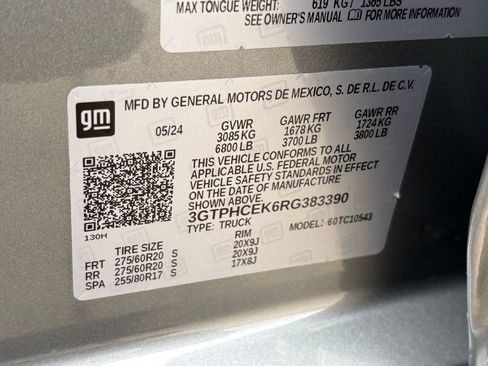 MAX TONGUE WEIGHT: 619 KG / 1365 LBS
SEE OWNER'S MANUAL FOR MORE INFORMATION
gm
MFD BY GENERAL MOTORS DE MEXICO, S. DE R.L. DE C.V.
05/24 GVWR GAWR FRT GAWR RR
3085KG 1678 KG 1724 KG
6800 LB 3700 LB 3800 LB
THIS VEHICLE CONFORMS TO ALL
APPLICABLE U.S. FEDERAL MOTOR
VEHICLE SAFETY STANDARDS IN EFFECT
ON THE DATE OF MANUFACTURE
SHOWN ABOVE.
3GTPHCEK6RG383390
TYPE: TRUCK MODEL: 60TC10543
130H
TIRE SIZE RIM
FRT 275/60R20 S 20X9J
RR 275/60R20 S 20X9J
SPA 255/80R17 S 17X8J